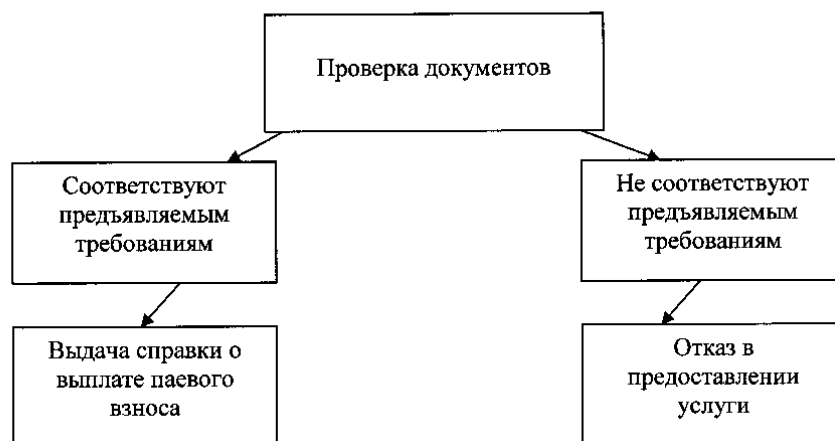 Проверка документов
Соответствуют
предъявляемым
требованиям
Не соответствуют
предъявляемым
требованиям
Выдача справки о
выплате паевого
взноса
Отказ в
предоставлении
услуги